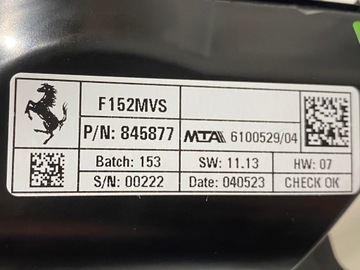 F152MVS
P/N: 845877 MTA 6100529/04
Batch: 153 SW: 11.13 HW: 07
S/N: 00222 Date: 040523 CHECK OK